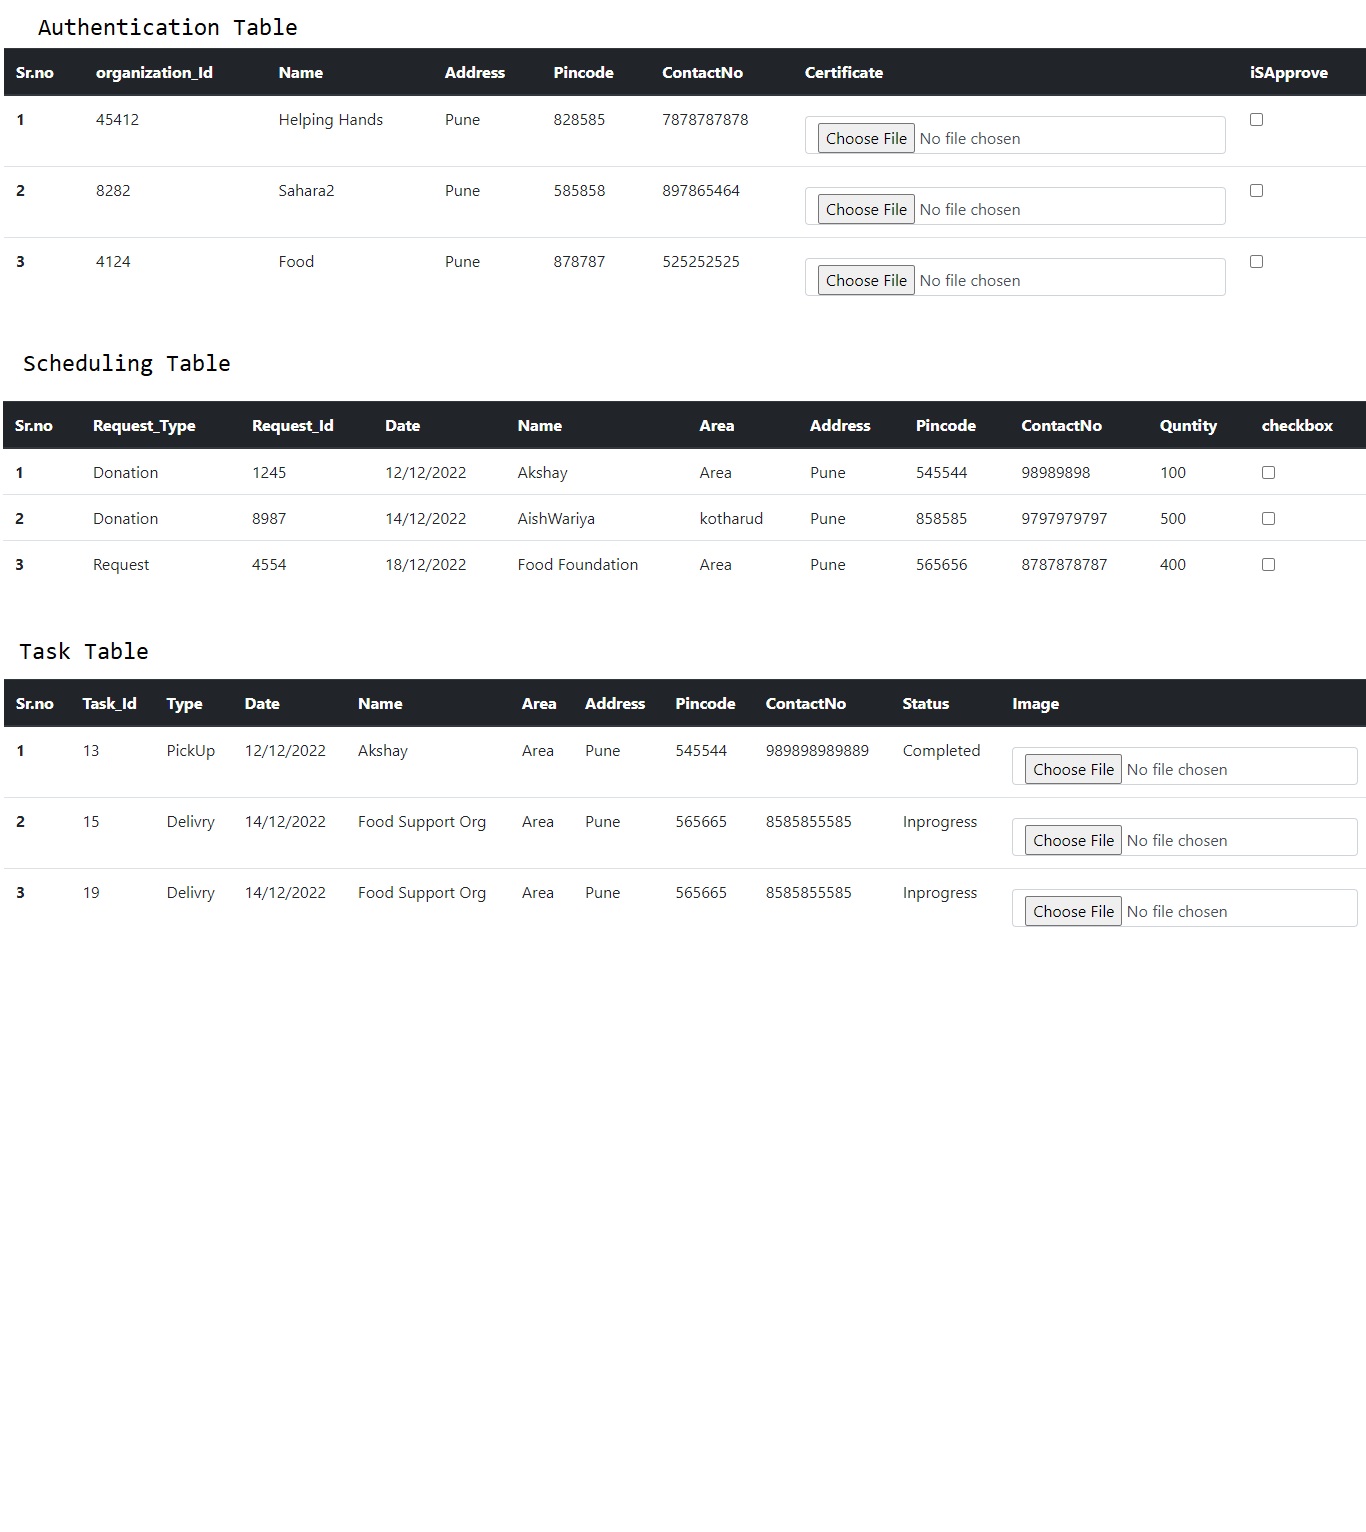 Authentication Table
Sr.no organization_Id Name Address Pincode ContactNo Certificate iSApprove
1 45412 Helping Hands Pune 828585 7878787878 Choose File No file chosen
2 8282 Sahara2 Pune 585858 897865464 Choose File No file chosen
3 4124 Food Pune 878787 525252525 Choose File No file chosen
Scheduling Table
Sr.no Request_Type Request_Id Date Name Area Address Pincode ContactNo Quntity checkbox
1 Donation 1245 12/12/2022 Akshay Area Pune 545544 98989898 100
2 Donation 8987 14/12/2022 AishWariya kotharud Pune 858585 9797979797 500
3 Request 4554 18/12/2022 Food Foundation Area Pune 565656 8787878787 400
Task Table
Sr.no Task_Id Type Date Name Area Address Pincode ContactNo Status Image
1 13 PickUp 12/12/2022 Akshay Area Pune 545544 989898989889 Completed Choose File No file chosen
2 15 Delivry 14/12/2022 Food Support Org Area Pune 565665 8585855585 Inprogress Choose File No file chosen
3 19 Delivry 14/12/2022 Food Support Org Area Pune 565665 8585855585 Inprogress Choose File No file chosen